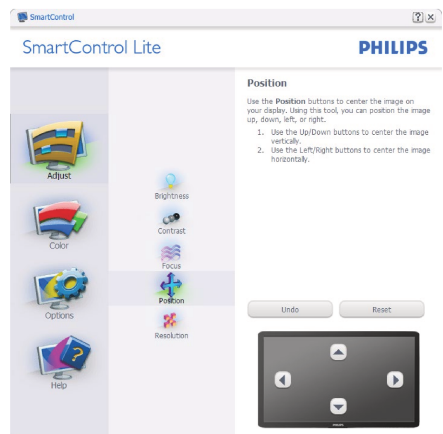 SmartControl
SmartControl Lite
PHILIPS
Adjust
Color
Options
Help
Brightness
Contrast
Focus
Position
Resolution
Position
Use the Position buttons to center the image on
your display. Using this tool, you can position the image
up, down, left, or right.
1. Use the Up/Down buttons to center the image
vertically.
2. Use the Left/Right buttons to center the image
horizontally.
Undo
Reset
PHILIPS